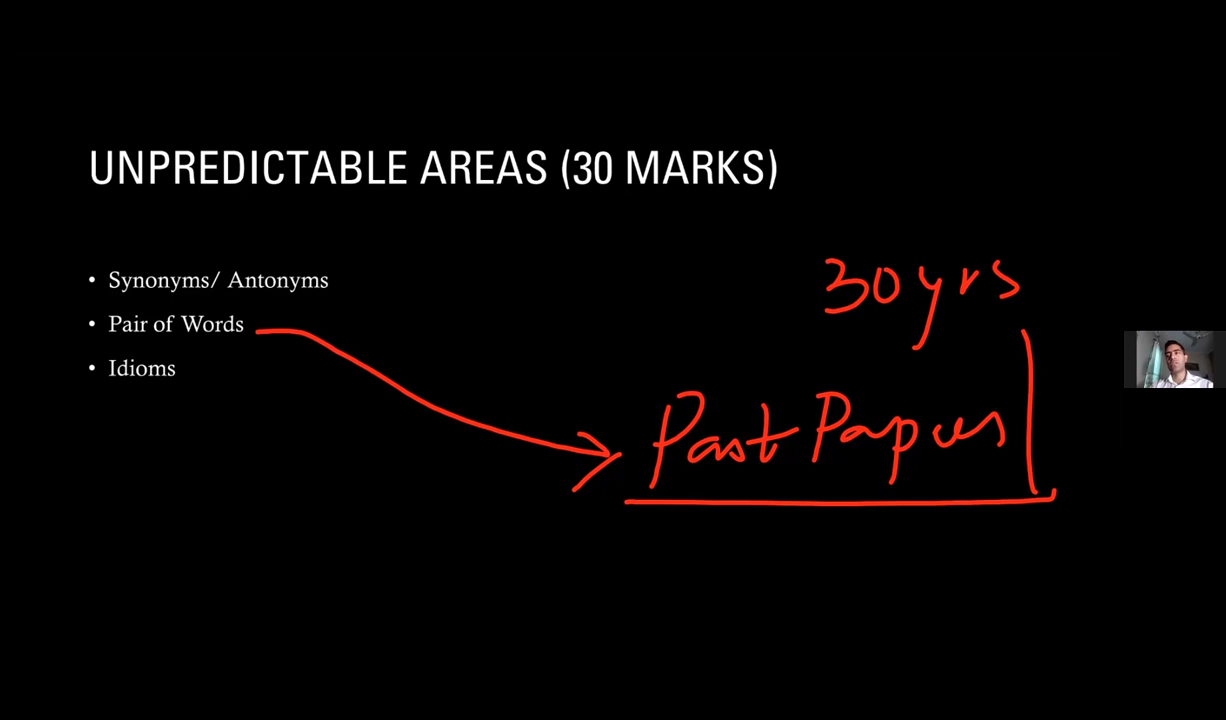 UNPREDICTABLE AREAS (30 MARKS)
• Synonyms/ Antonyms
• Pair of Words
• Idioms
30 yrs
Past Papers